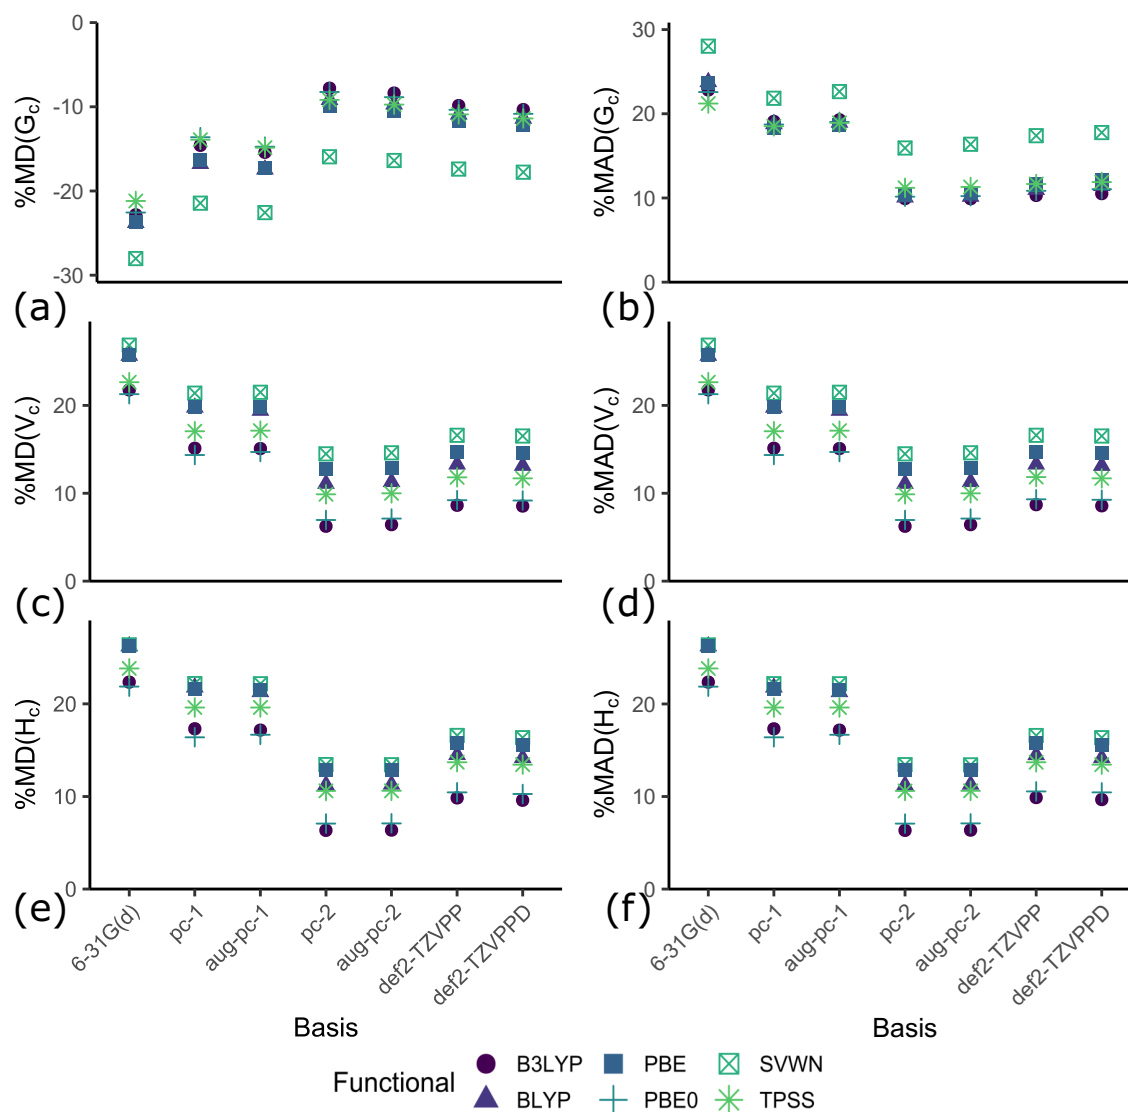 0
-10
-20
-30
%MD(Gc)
(a)
30
20
10
0
%MAD(Gc)
(b)
20
10
0
%MD(Vc)
(c)
20
10
0
%MAD(Vc)
(d)
20
10
0
%MD(Hc)
(e)
20
10
0
%MAD(Hc)
(f)
6-31G(d) pc-1 aug-pc-1 pc-2 aug-pc-2 def2-TZVPP def2-TZVPPD
6-31G(d) pc-1 aug-pc-1 pc-2 aug-pc-2 def2-TZVPP def2-TZVPPD
Basis
Basis
Functional
B3LYP PBE SVWN
BLYP PBE0 TPSS